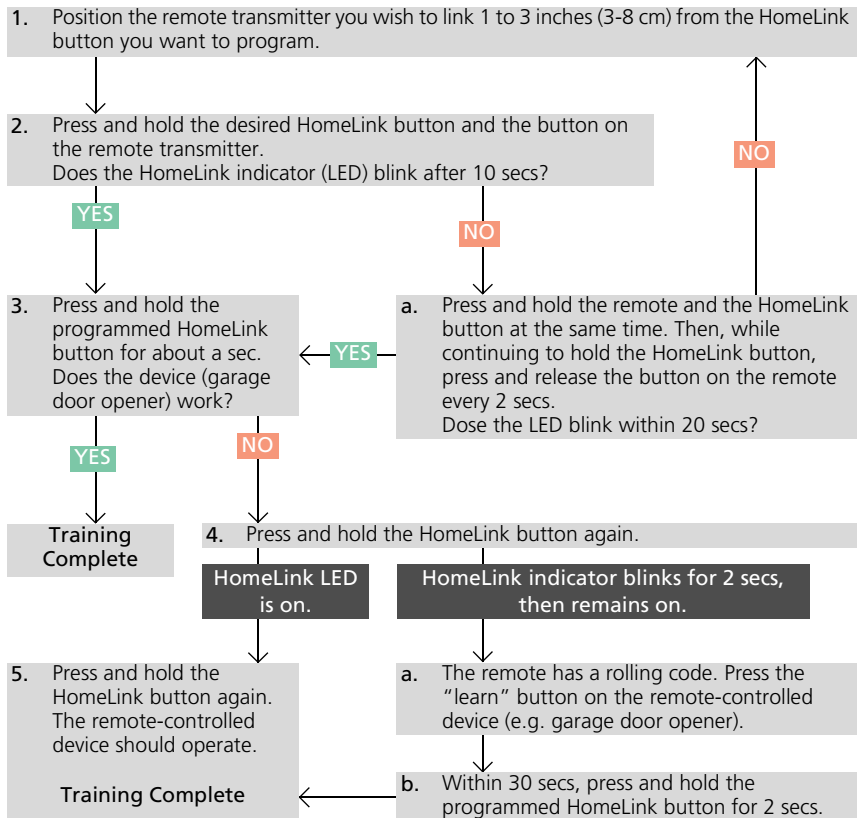 1. Position the remote transmitter you wish to link 1 to 3 inches (3-8 cm) from the HomeLink
button you want to program.
2. Press and hold the desired HomeLink button and the button on
the remote transmitter.
Does the HomeLink indicator (LED) blink after 10 secs?
NO
YES
NO
3. Press and hold the
programmed HomeLink
button for about a sec.
Does the device (garage
door opener) work?
YES
a. Press and hold the remote and the HomeLink
button at the same time. Then, while
continuing to hold the HomeLink button,
press and release the button on the remote
every 2 secs.
Dose the LED blink within 20 secs?
YES
NO
Training
Complete
4. Press and hold the HomeLink button again.
HomeLink LED
is on.
HomeLink indicator blinks for 2 secs,
then remains on.
5. Press and hold the
HomeLink button again.
The remote-controlled
device should operate.
Training Complete
a. The remote has a rolling code. Press the
“learn” button on the remote-controlled
device (e.g. garage door opener).
b. Within 30 secs, press and hold the
programmed HomeLink button for 2 secs.